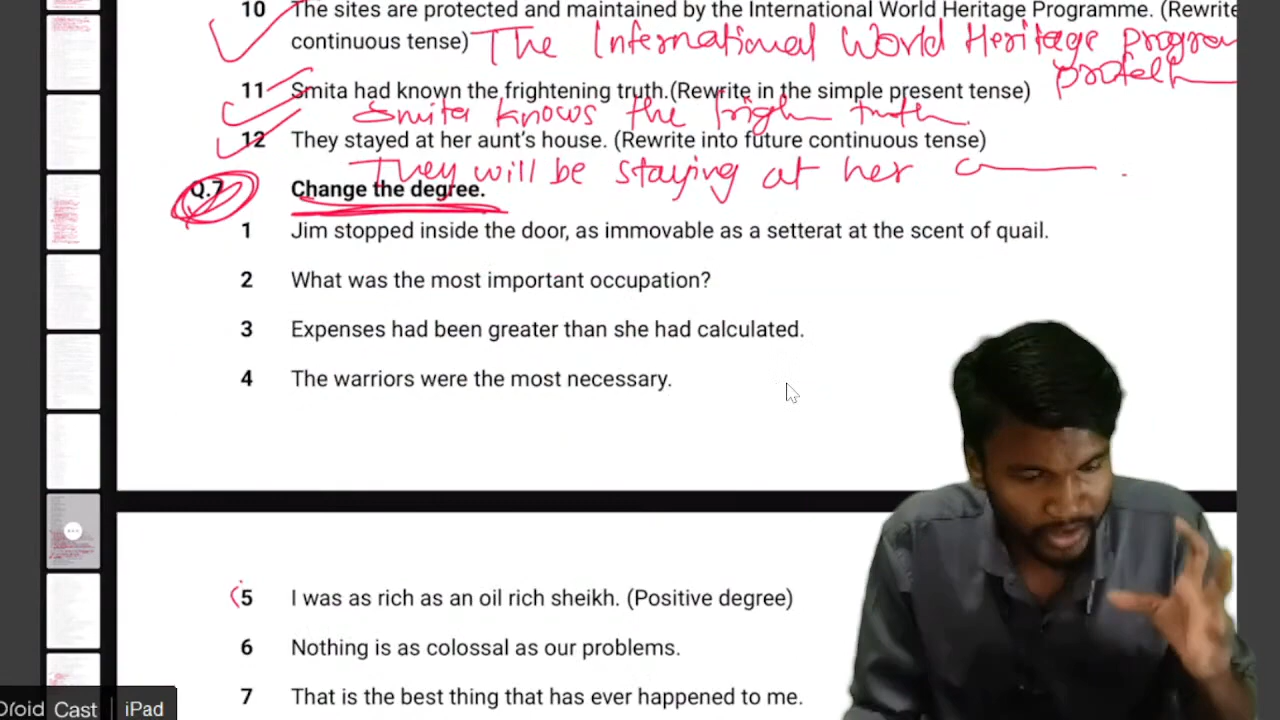 10 The sites are protected and maintained by the International World Heritage Programme. (Rewrite
continuous tense) The International World Heritage
11 Smita had known the frightening truth.(Rewrite in the simple present tense)
Smita knows the truth.
12 They stayed at her aunt's house. (Rewrite into future continuous tense)
They will be staying at her
Q.7 Change the degree.
1 Jim stopped inside the door, as immovable as a setterat at the scent of quail.
2 What was the most important occupation?
3 Expenses had been greater than she had calculated.
4 The warriors were the most necessary.
5 I was as rich as an oil rich sheikh. (Positive degree)
6 Nothing is as colossal as our problems.
7 That is the best thing that has ever happened to me.
Cast iPad